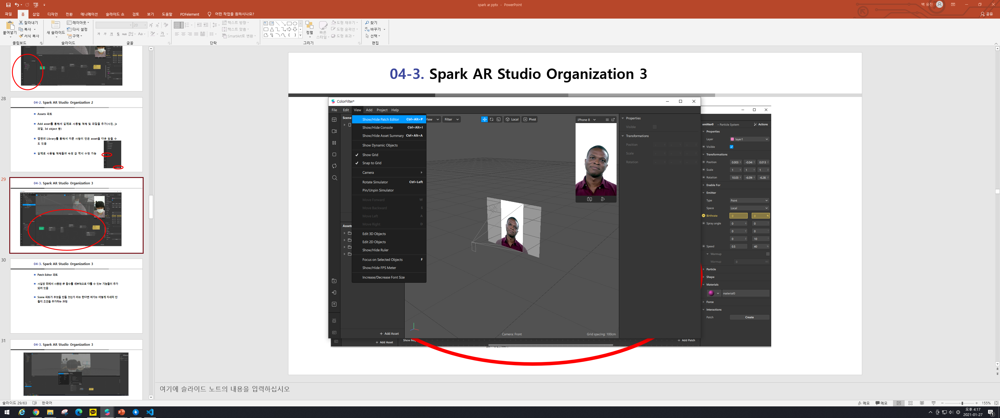 spark ar.pptx - PowerPoint
백 유진
파일 홈 삽입 디자인 전환 애니메이션 슬라이드 쇼 검토 보기 도움말 PDFelement 어떤 작업을 원하시나요?
공유
붙여넣기
잘라내기
복사
서식 복사
클립보드
새 슬라이드
레이아웃
다시 설정
구역
슬라이드
20
글꼴
텍스트 방향
텍스트 맞춤
SmartArt로 변환
단락
정렬
빠른 스타일
도형 채우기
도형 윤곽선
도형 효과
그리기
찾기
바꾸기
선택
편집
28
04-2. Spark AR Studio Organization 2
Assets 파트
Add asset를 통해서 실제로 사용될 객체 및 파일을 추가(사진, js
파일, 3d object 등)
옆면의 Library를 통해서 다른 사람이 만든 asset을 다운 받을 수
도 있음
실제로 사용될 객체들의 속성 값 역시 수정 가능
29
04-3. Spark AR Studio Organization 3
30
04-3. Spark AR Studio Organization 3
Patch Editor 파트
사실상 위에서 사용된 큰 함수를 세부적으로 다룰 수 있는 기능들이 추가
되어 있음
Scene 파트가 무엇을 만들 것인가 라는 한다면 여기는 어떻게 자세히 만
들지 조건을 추가하는 과정
31
04-3. Spark AR Studio Organization 3
04-3. Spark AR Studio Organization 3
ColorFilter*
File Edit View Add Project Help
Scene
View
Filter
Local
Pivot
iPhone 8
Show/Hide Patch Editor Ctrl+Alt+P
Show/Hide Console Ctrl+Alt+I
Show/Hide Asset Summary Ctrl+Alt+A
Show Dynamic Objects
Show Grid
Snap to Grid
Camera
Rotate Simulator Ctrl+Left
Pin/Unpin Simulator
Move Forward W
Move Backward S
Move Left A
Move Right D
Edit 3D Objects
Edit 2D Objects
Show/Hide Ruler
Focus on Selected Objects F
Show/Hide FPS Meter
Increase/Decrease Font Size
Assets
Add Asset
Camera: Front
Grid spacing: 100cm
Properties
Visible
Transformations
Position
Scale
Rotation
emitter0 – Particle System Actions
Properties
Layer layer1
Visible
Transformations
Position 0.003 X -0.04 Y 0.013 Z
Scale 1 X 1 Y 1 Z
Rotation 10.03 X -6.09 Y -6.28 Z
Enable For
Emitter
Type Point
Space Local
Birthrate 0 0 %
Spray angle 0 X 0
0 Y 0
0 Z 10
Speed 0.5 40 %
Warmup
Warmup 0
Particle
Shape
Materials
material0
Force
Interactions
Patch Create
Add Asset
Show Ma
Add Patch
여기에 슬라이드 노트의 내용을 입력하십시오
슬라이드 29/63 한국어
메모 메모 155%
오후 4:17
2021-01-27